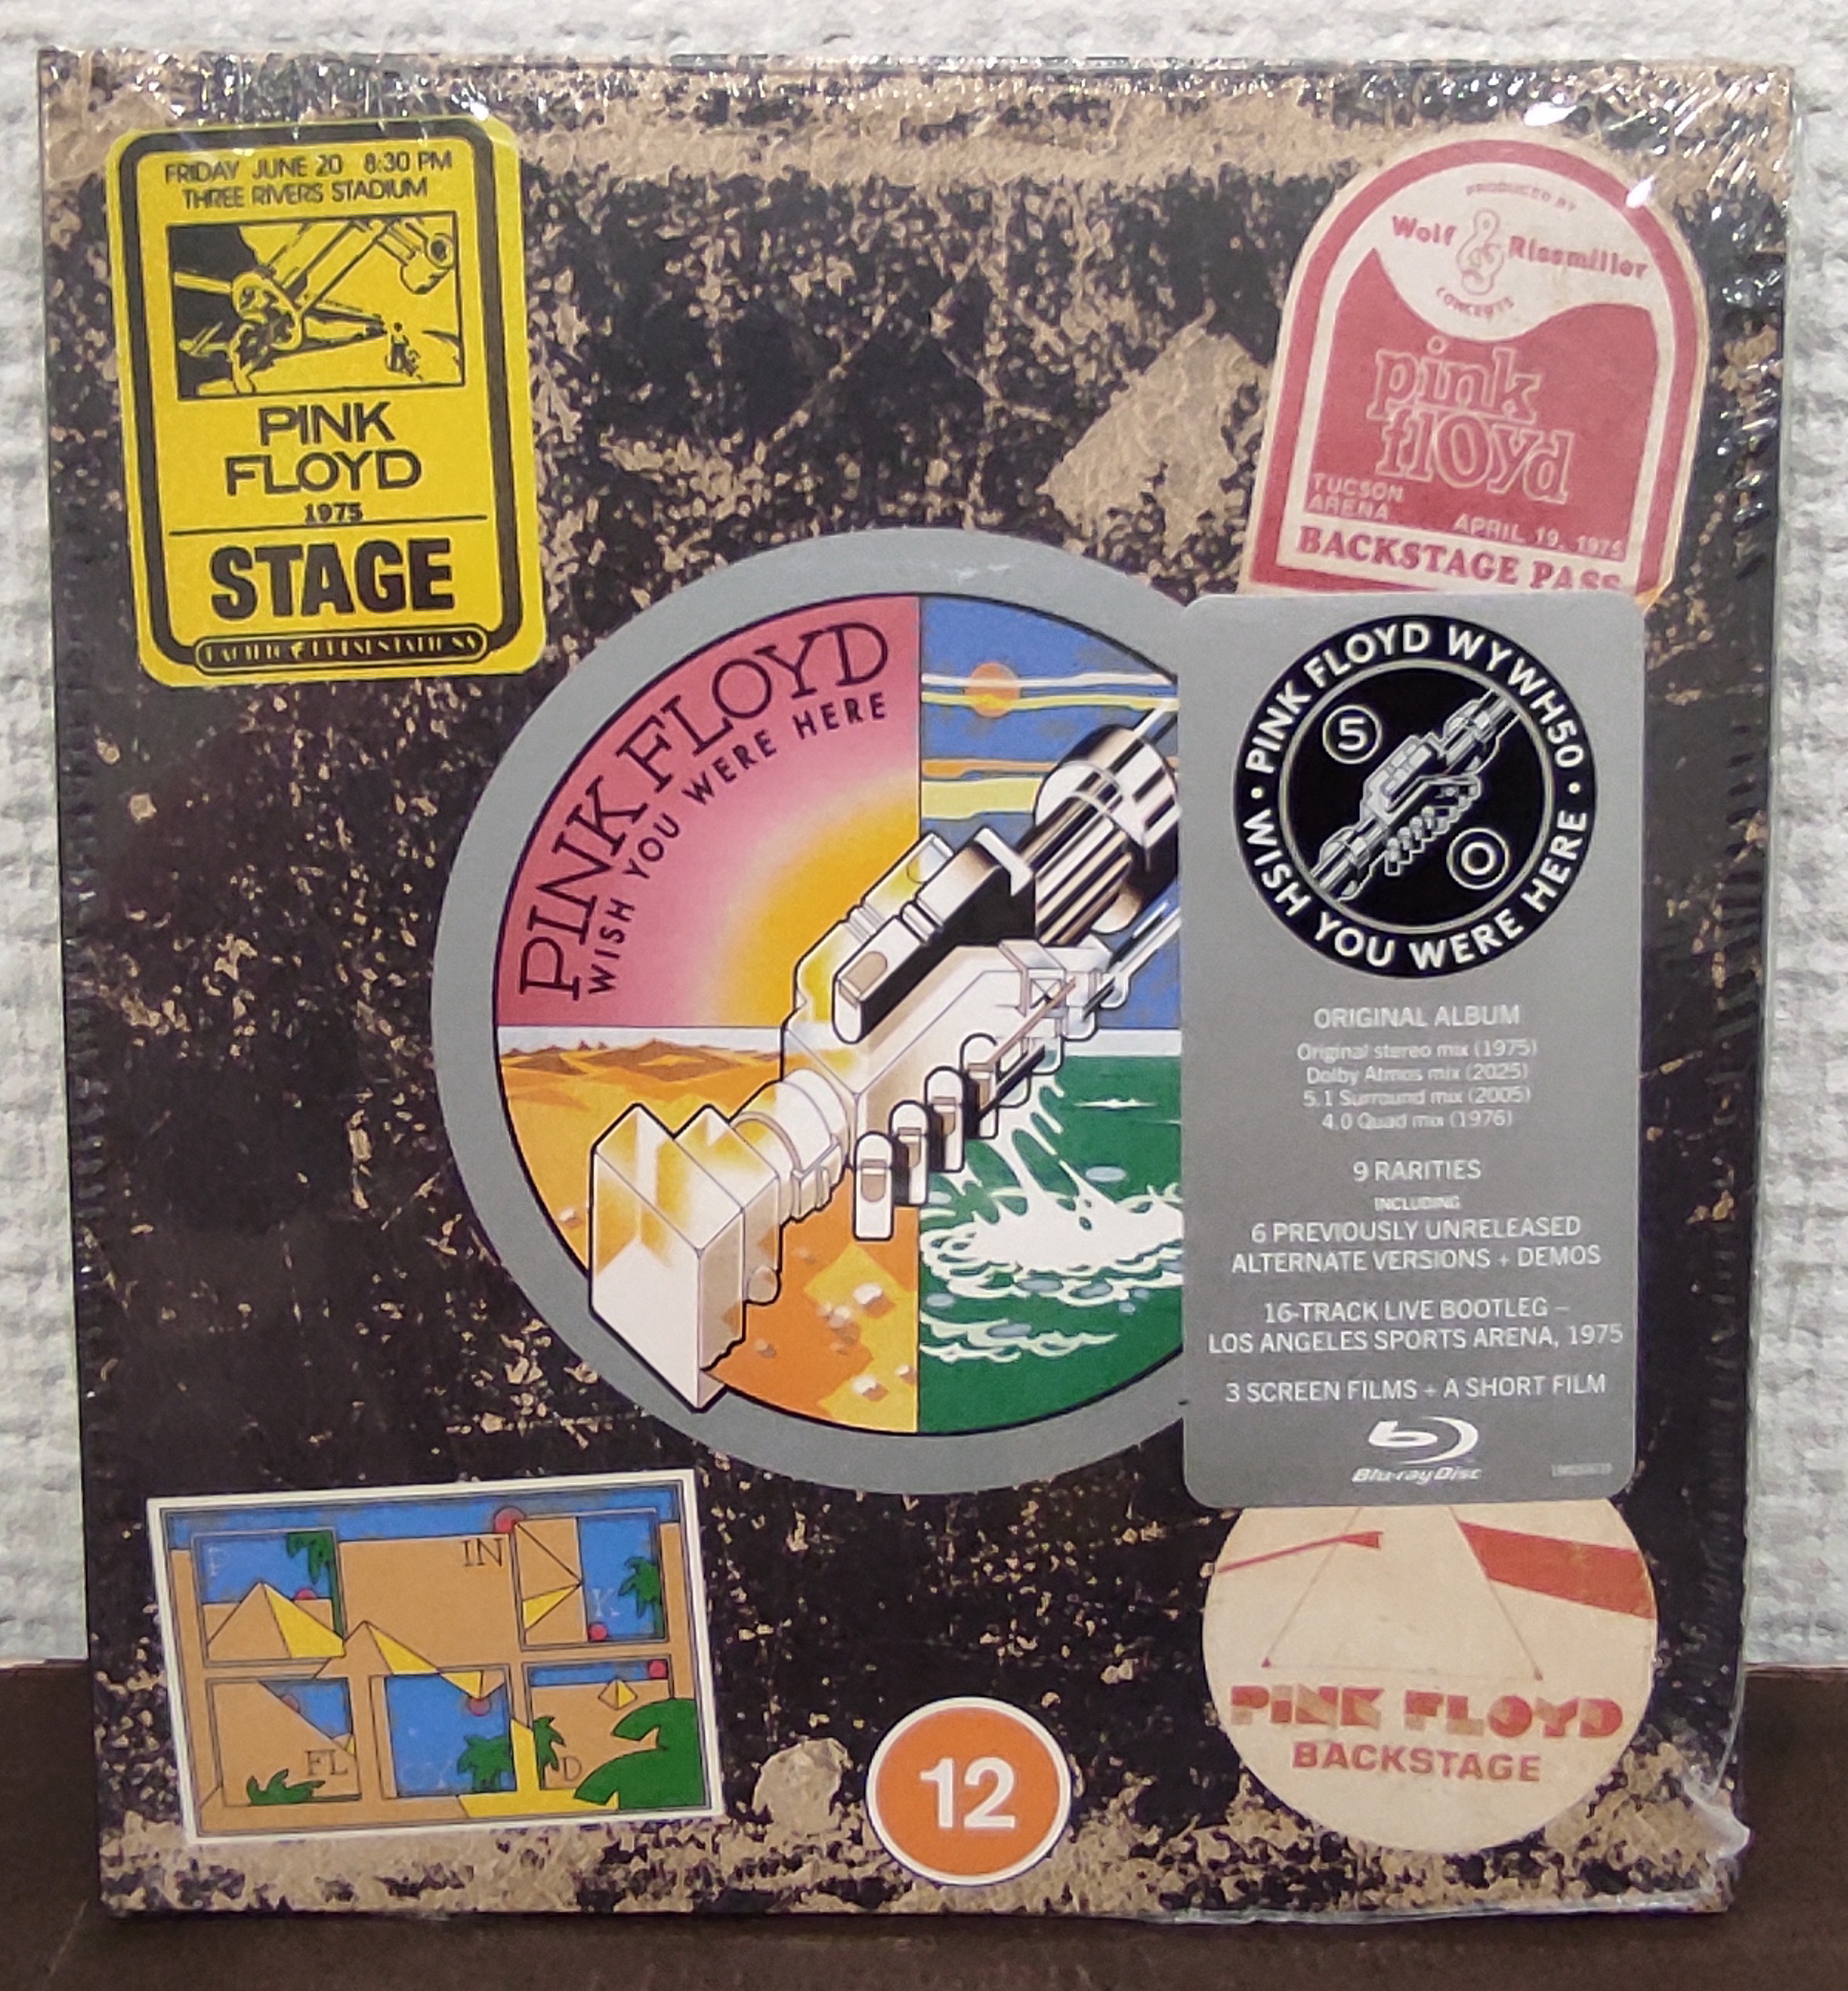 FRIDAY JUNE 20 8:30 PM
THREE RIVERS STADIUM
PINK
FLOYD
1975
STAGE
PACIFIC PRESENTATIONS
PRODUCED BY
Wolf & Rissmiller
CONCERTS
pink
floyd
TUCSON
ARENA APRIL 19, 1975
BACKSTAGE PASS
PINK FLOYD
WISH YOU WERE HERE
• PINK FLOYD WYWH50 •
5
0
WISH YOU WERE HERE
ORIGINAL ALBUM
Original stereo mix (1975)
Dolby Atmos mix (2025)
5.1 Surround mix (2005)
4.0 Quad mix (1976)
9 RARITIES
INCLUDING
6 PREVIOUSLY UNRELEASED
ALTERNATE VERSIONS + DEMOS
16-TRACK LIVE BOOTLEG –
LOS ANGELES SPORTS ARENA, 1975
3 SCREEN FILMS + A SHORT FILM
Blu-ray Disc
P
IN
K
FL
D
12
PINK FLOYD
BACKSTAGE